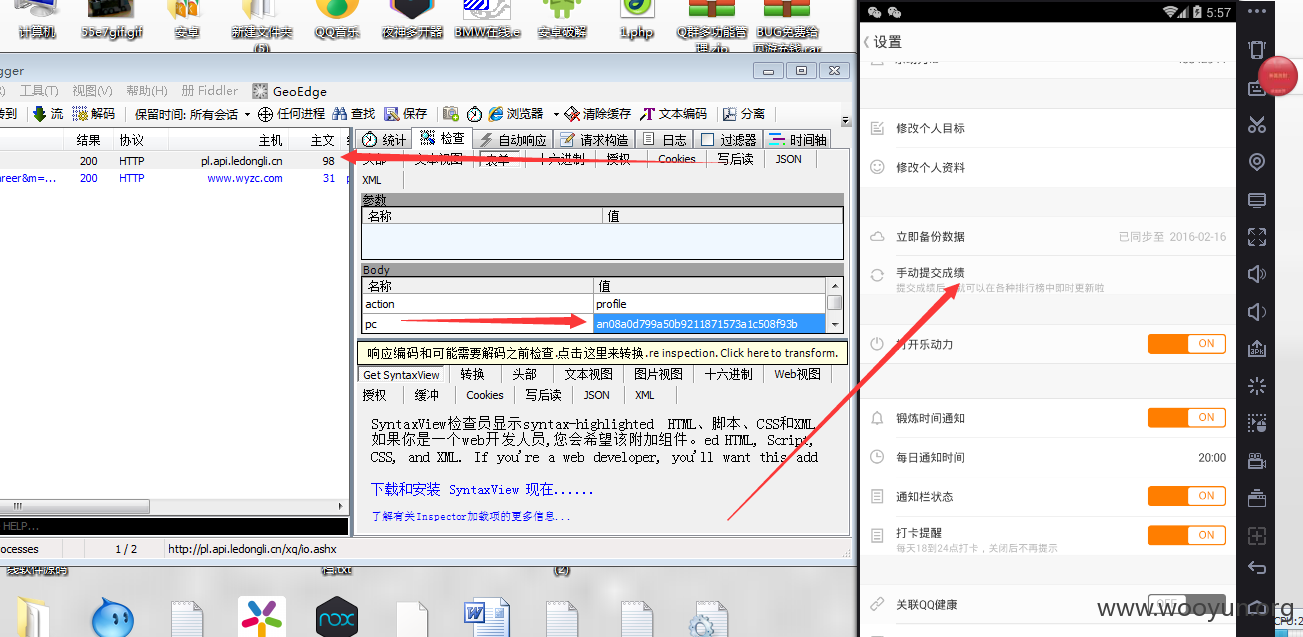 计算机
55e7gifgif
安卓
新建文件夹
(5)
QQ音乐
夜神多开器
BMW在线.e
安卓破解
1.php
Q群多功能管
理.zip
BUG免费给
gger
工具(T)
视图(V)
帮助(H)
册 Fiddler
GeoEdge
转到
流
解码
保留时间: 所有会话
任何进程
查找
保存
浏览器
清除缓存
文本编码
分离
结果
协议
主机
主文
200
HTTP
pl.api.ledongli.cn
98
areer&m=...
200
HTTP
www.wyzc.com
31
HELP...
ocesses
1 / 2
http://pl.api.ledongli.cn/xq/io.ashx
统计
检查
自动响应
请求构造
日志
过滤器
时间轴
头部
文本视图
表单
十六进制
授权
Cookies
写后读
JSON
XML
参数
名称
值
Body
名称
值
action
profile
pc
an08a0d799a50b9211871573a1c508f93b
响应编码和可能需要解码之前检查.点击这里来转换.re inspection. Click here to transform.
Get SyntaxView
转换
头部
文本视图
图片视图
十六进制
Web视图
授权
缓冲
Cookies
写后读
JSON
XML
SyntaxView检查员显示syntax-highlighted HTML、脚本、CSS和XML
如果你是一个web开发人员,您会希望该附加组件。ed HTML, Script,
CSS, and XML. If you're a web developer, you'll want this add
下载和安装 SyntaxView 现在......
了解有关Inspector加载项的更多信息...
(2)
W
nox
5:57
设置
修改个人目标
修改个人资料
立即备份数据
已同步至 2016-02-16
手动提交成绩
提交成绩后 就可以在各种排行榜中即时更新啦
打开乐动力
ON
锻炼时间通知
ON
每日通知时间
20:00
通知栏状态
ON
打卡提醒
ON
每天18到24点打卡，关闭后不再提示
关联QQ健康
OFF
www.wooyun.org
CPU:2